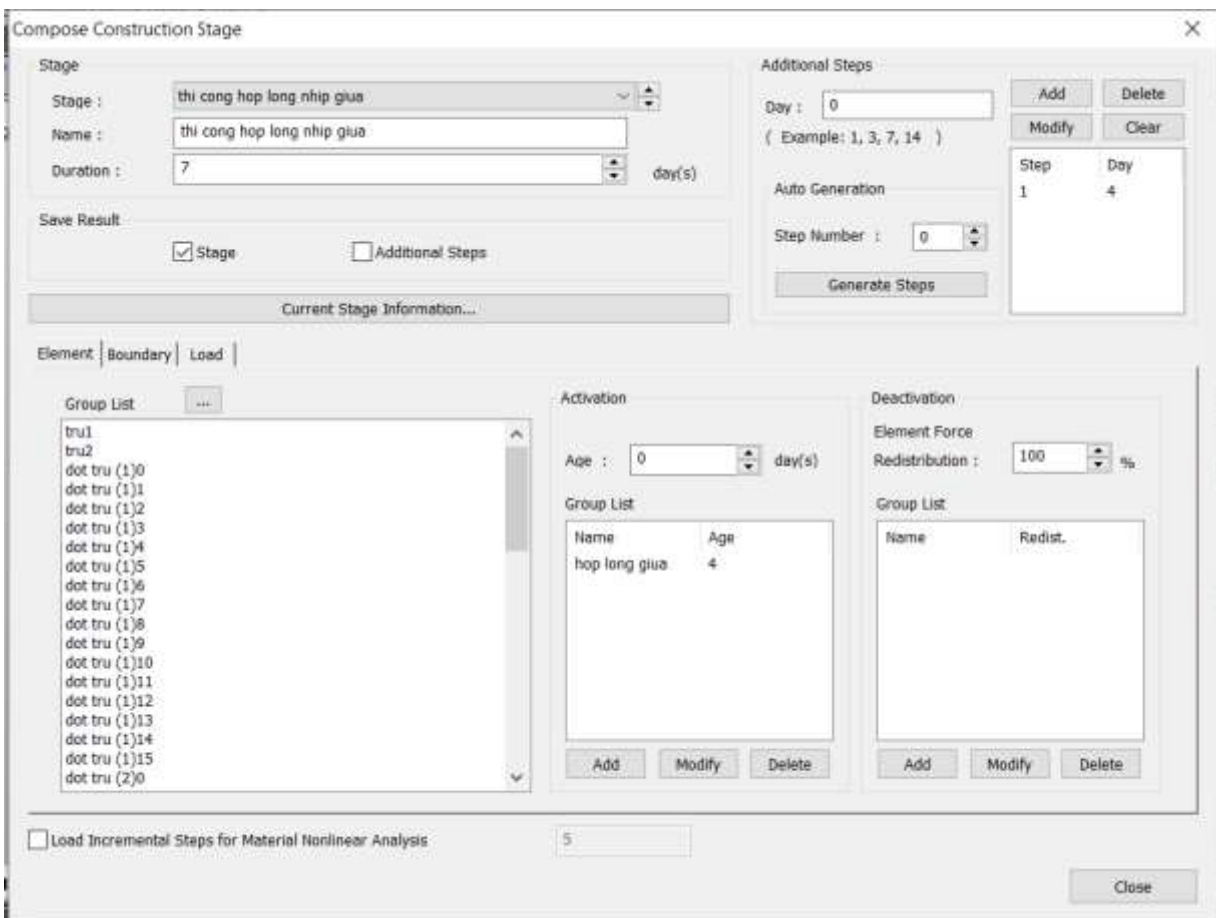 Compose Construction Stage
Stage
Stage :
thi cong hop long nhip giua
Name :
thi cong hop long nhip giua
Duration :
7
day(s)
Save Result
Stage
Additional Steps
Current Stage Information...
Additional Steps
Day :
0
( Example: 1, 3, 7, 14 )
Auto Generation
Step Number :
0
Generate Steps
Add
Delete
Modify
Clear
Step Day
1 4
Element
Boundary
Load
Group List
...
tru1
tru2
dot tru (1)0
dot tru (1)1
dot tru (1)2
dot tru (1)3
dot tru (1)4
dot tru (1)5
dot tru (1)6
dot tru (1)7
dot tru (1)8
dot tru (1)9
dot tru (1)10
dot tru (1)11
dot tru (1)12
dot tru (1)13
dot tru (1)14
dot tru (1)15
dot tru (2)0
Activation
Age :
0
day(s)
Group List
Name Age
hop long giua 4
Add
Modify
Delete
Deactivation
Element Force
Redistribution :
100
%
Group List
Name Redist.
Add
Modify
Delete
Load Incremental Steps for Material Nonlinear Analysis
5
Close